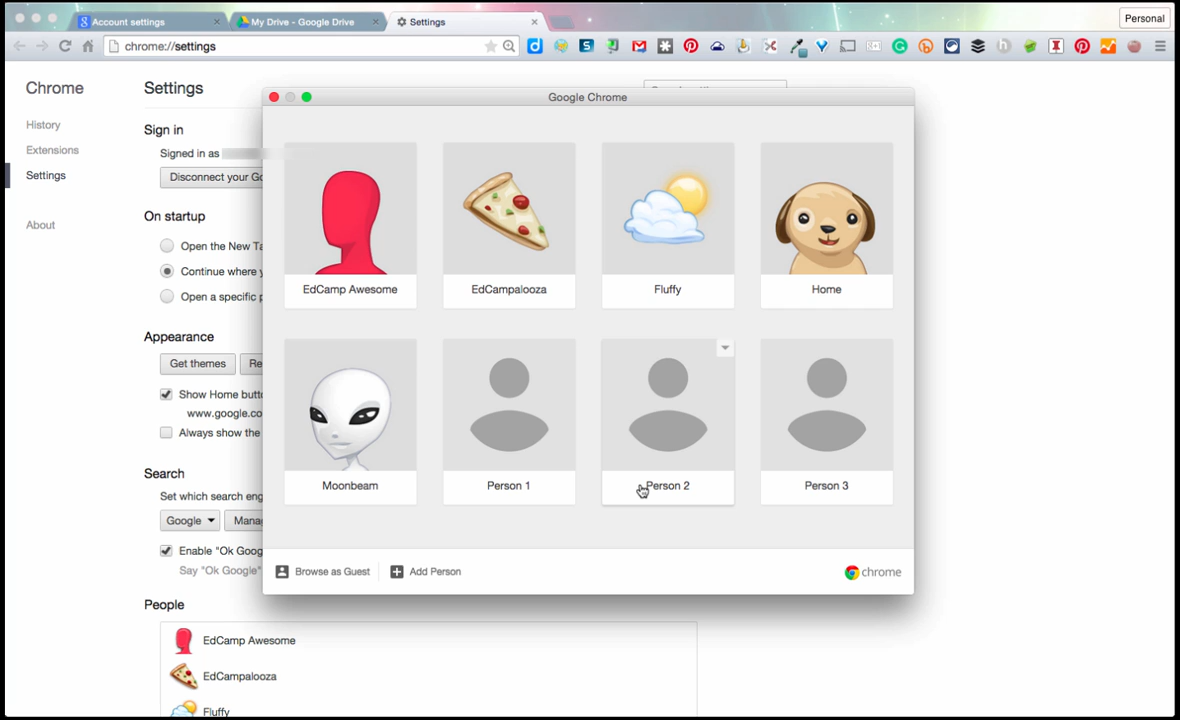 Account settings
My Drive - Google Drive
Settings
Personal
chrome://settings
Chrome
History
Extensions
Settings
About
Settings
Sign in
Signed in as
Disconnect your Go
On startup
Open the New Ta
Continue where y
Open a specific p
Appearance
Get themes
Re
Show Home butt
www.google.co
Always show the
Search
Set which search eng
Google
Mana
Enable "Ok Goog
Say "Ok Google"
People
EdCamp Awesome
EdCampalooza
Fluffy
Google Chrome
EdCamp Awesome
EdCampalooza
Fluffy
Home
Moonbeam
Person 1
Person 2
Person 3
Browse as Guest
Add Person
chrome